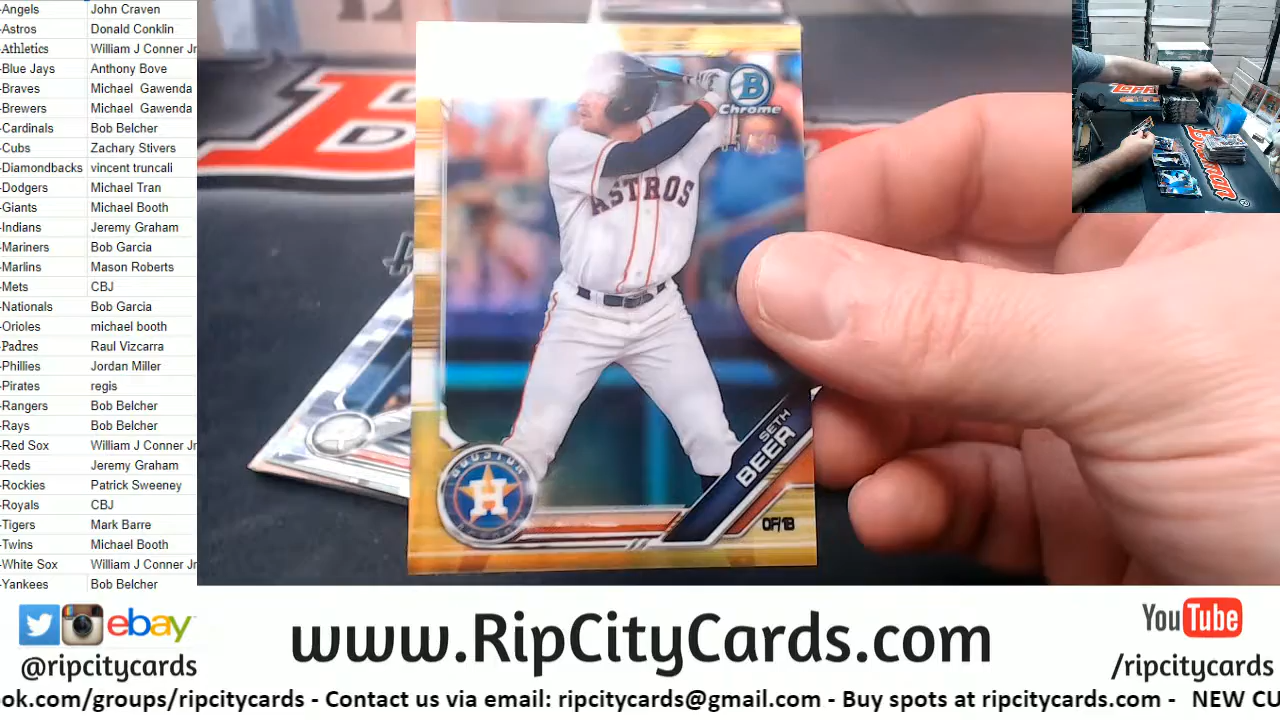 -Angels John Craven
-Astros Donald Conklin
-Athletics William J Conner Jr
-Blue Jays Anthony Bove
-Braves Michael Gawenda
-Brewers Michael Gawenda
-Cardinals Bob Belcher
-Cubs Zachary Stivers
-Diamondbacks vincent truncali
-Dodgers Michael Tran
-Giants Michael Booth
-Indians Jeremy Graham
-Mariners Bob Garcia
-Marlins Mason Roberts
-Mets CBJ
-Nationals Bob Garcia
-Orioles michael booth
-Padres Raul Vizcarra
-Phillies Jordan Miller
-Pirates regis
-Rangers Bob Belcher
-Rays Bob Belcher
-Red Sox William J Conner Jr
-Reds Jeremy Graham
-Rockies Patrick Sweeney
-Royals CBJ
-Tigers Mark Barre
-Twins Michael Booth
-White Sox William J Conner Jr
-Yankees Bob Belcher
B
Chrome
ASTROS
SETH
BEER
OF/1B
HOUSTON
H
Bowman
ebay
@ripcitycards
www.RipCityCards.com
YouTube
/ripcitycards
ook.com/groups/ripcitycards - Contact us via email: ripcitycards@gmail.com - Buy spots at ripcitycards.com - NEW CU